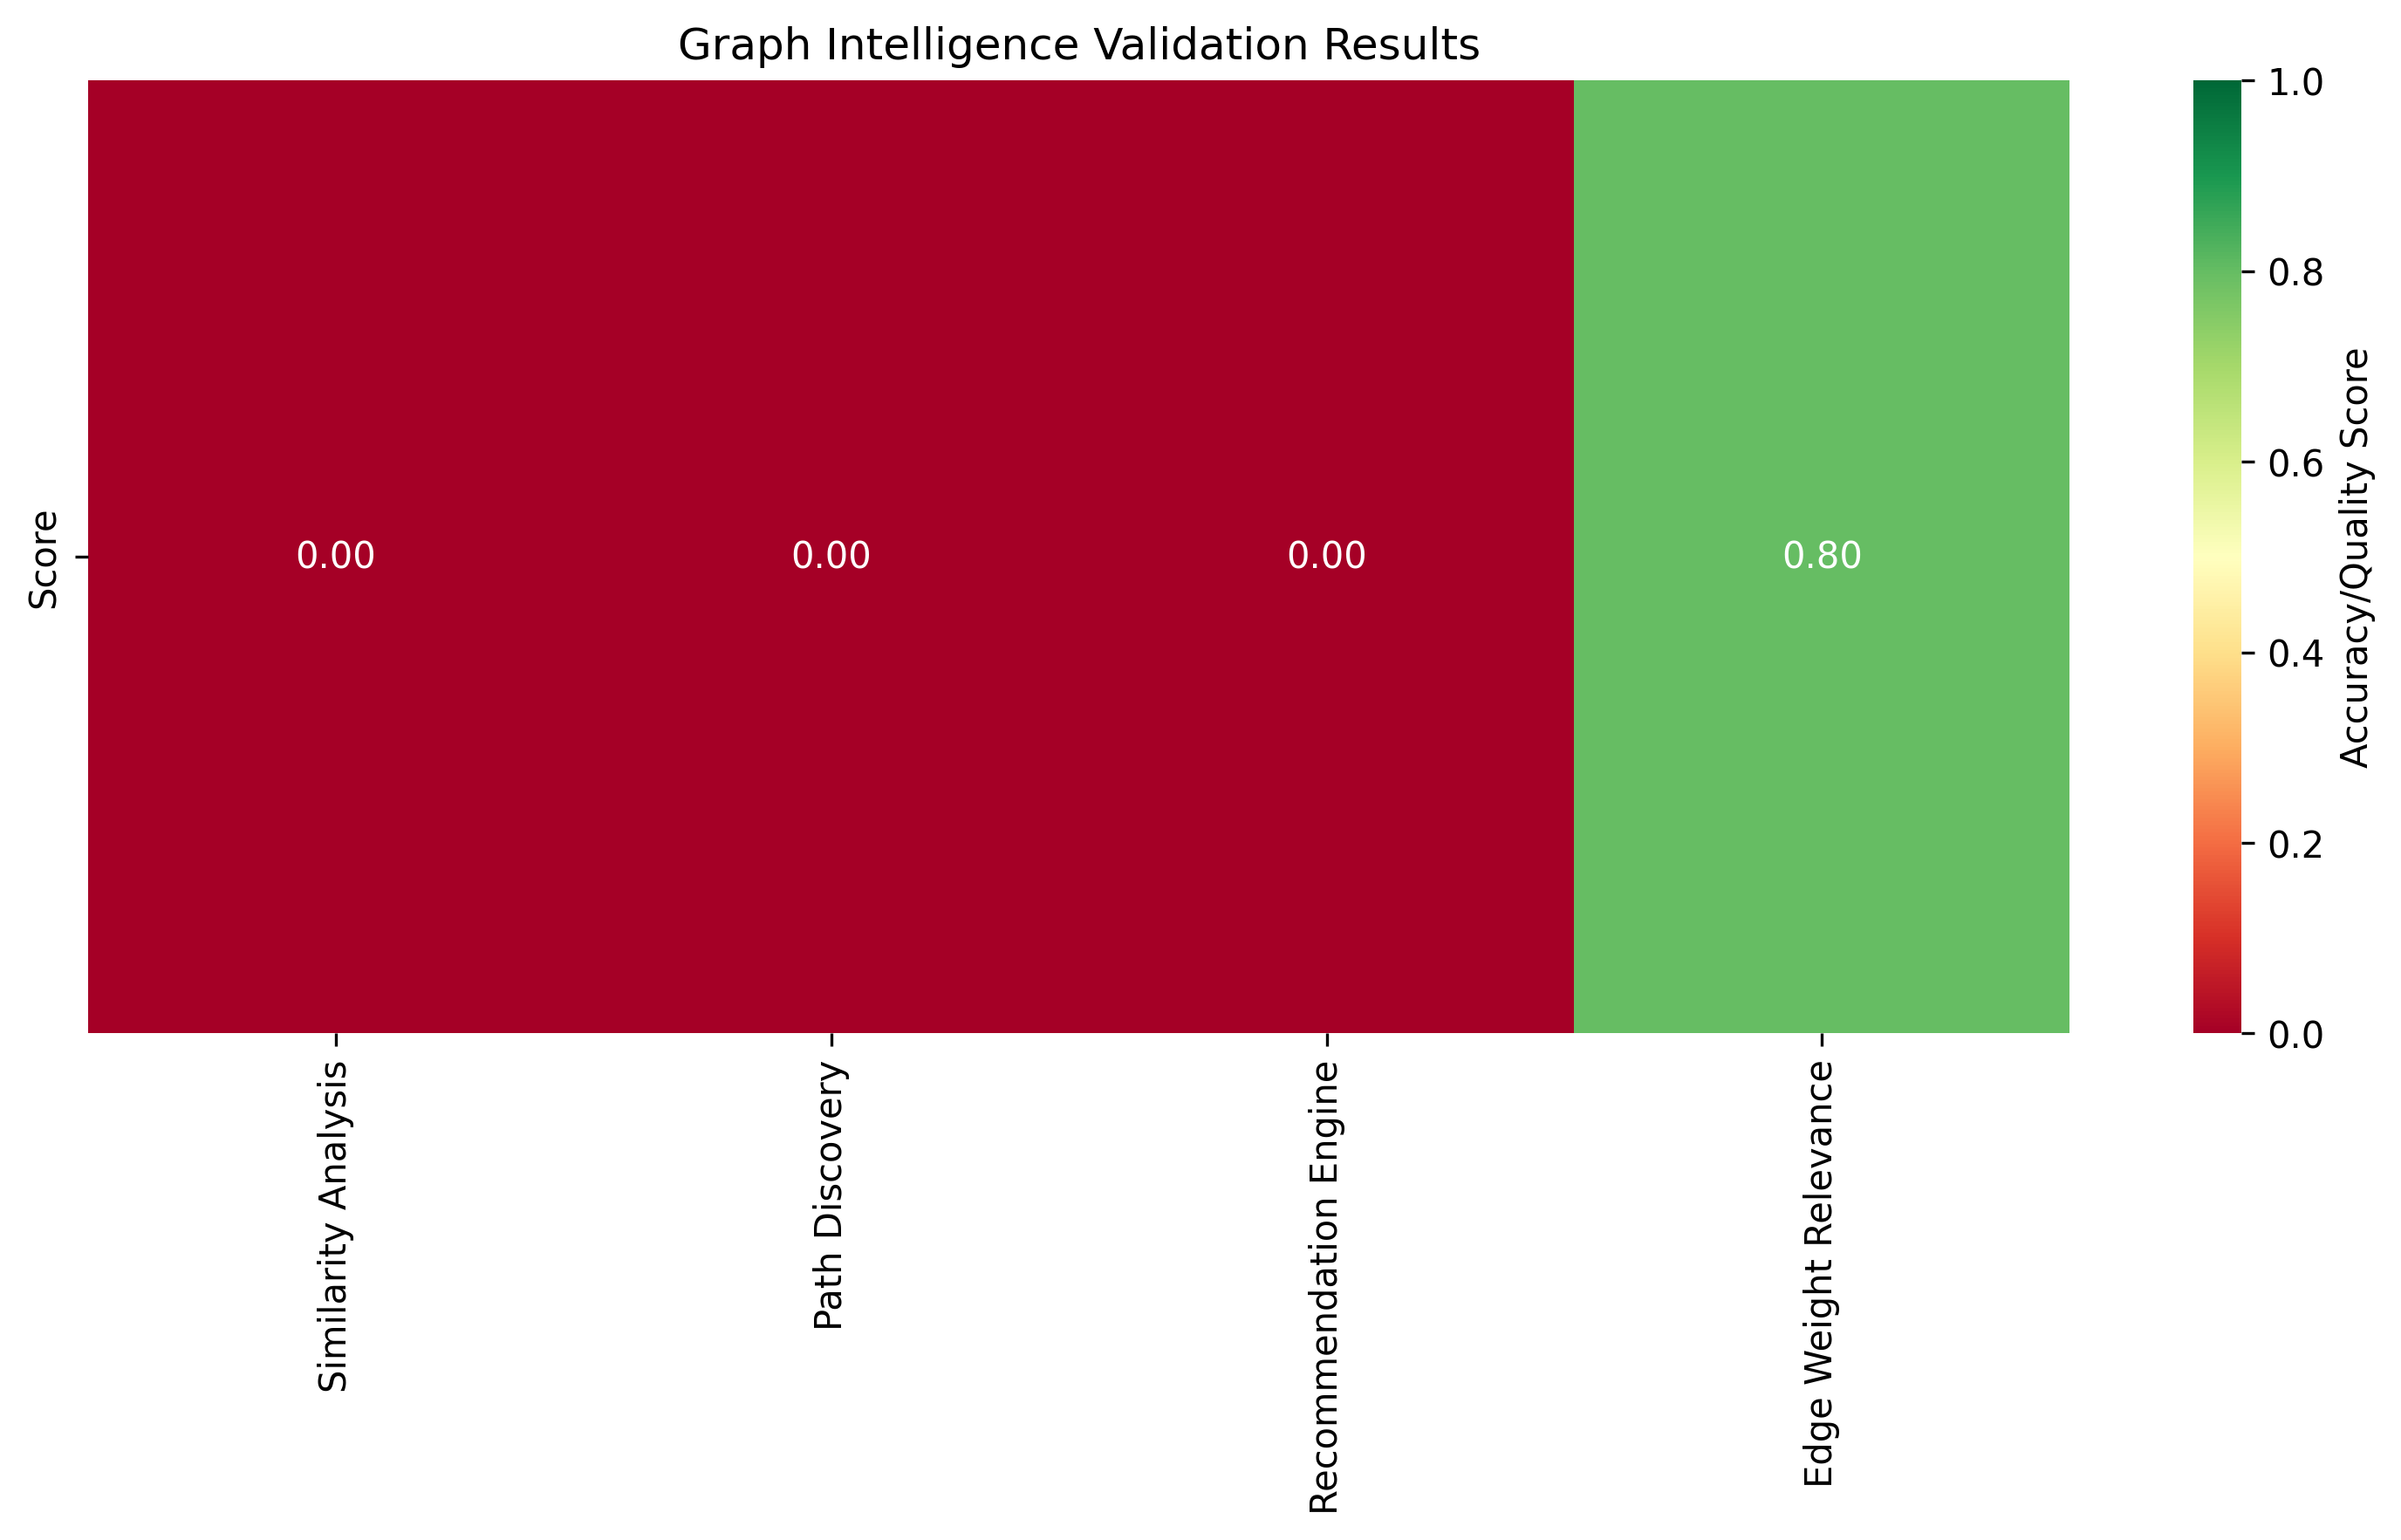 Graph Intelligence Validation Results
Score
0.00
0.00
0.00
0.80
Similarity Analysis
Path Discovery
Recommendation Engine
Edge Weight Relevance
1.0
0.8
0.6
0.4
0.2
0.0
Accuracy/Quality Score